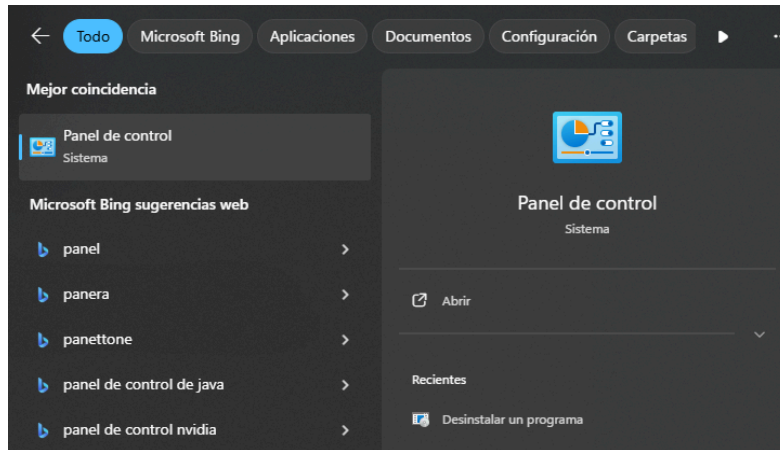 Todo
Microsoft Bing
Aplicaciones
Documentos
Configuración
Carpetas
Mejor coincidencia
Panel de control
Sistema
Microsoft Bing sugerencias web
panel
panera
panettone
panel de control de java
panel de control nvidia
Panel de control
Sistema
Abrir
Recientes
Desinstalar un programa